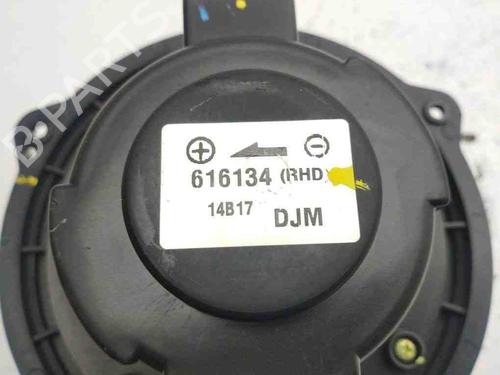 ⊕ ← ⊖
616134 (RHD)
14B17 DJM
B-PARTS